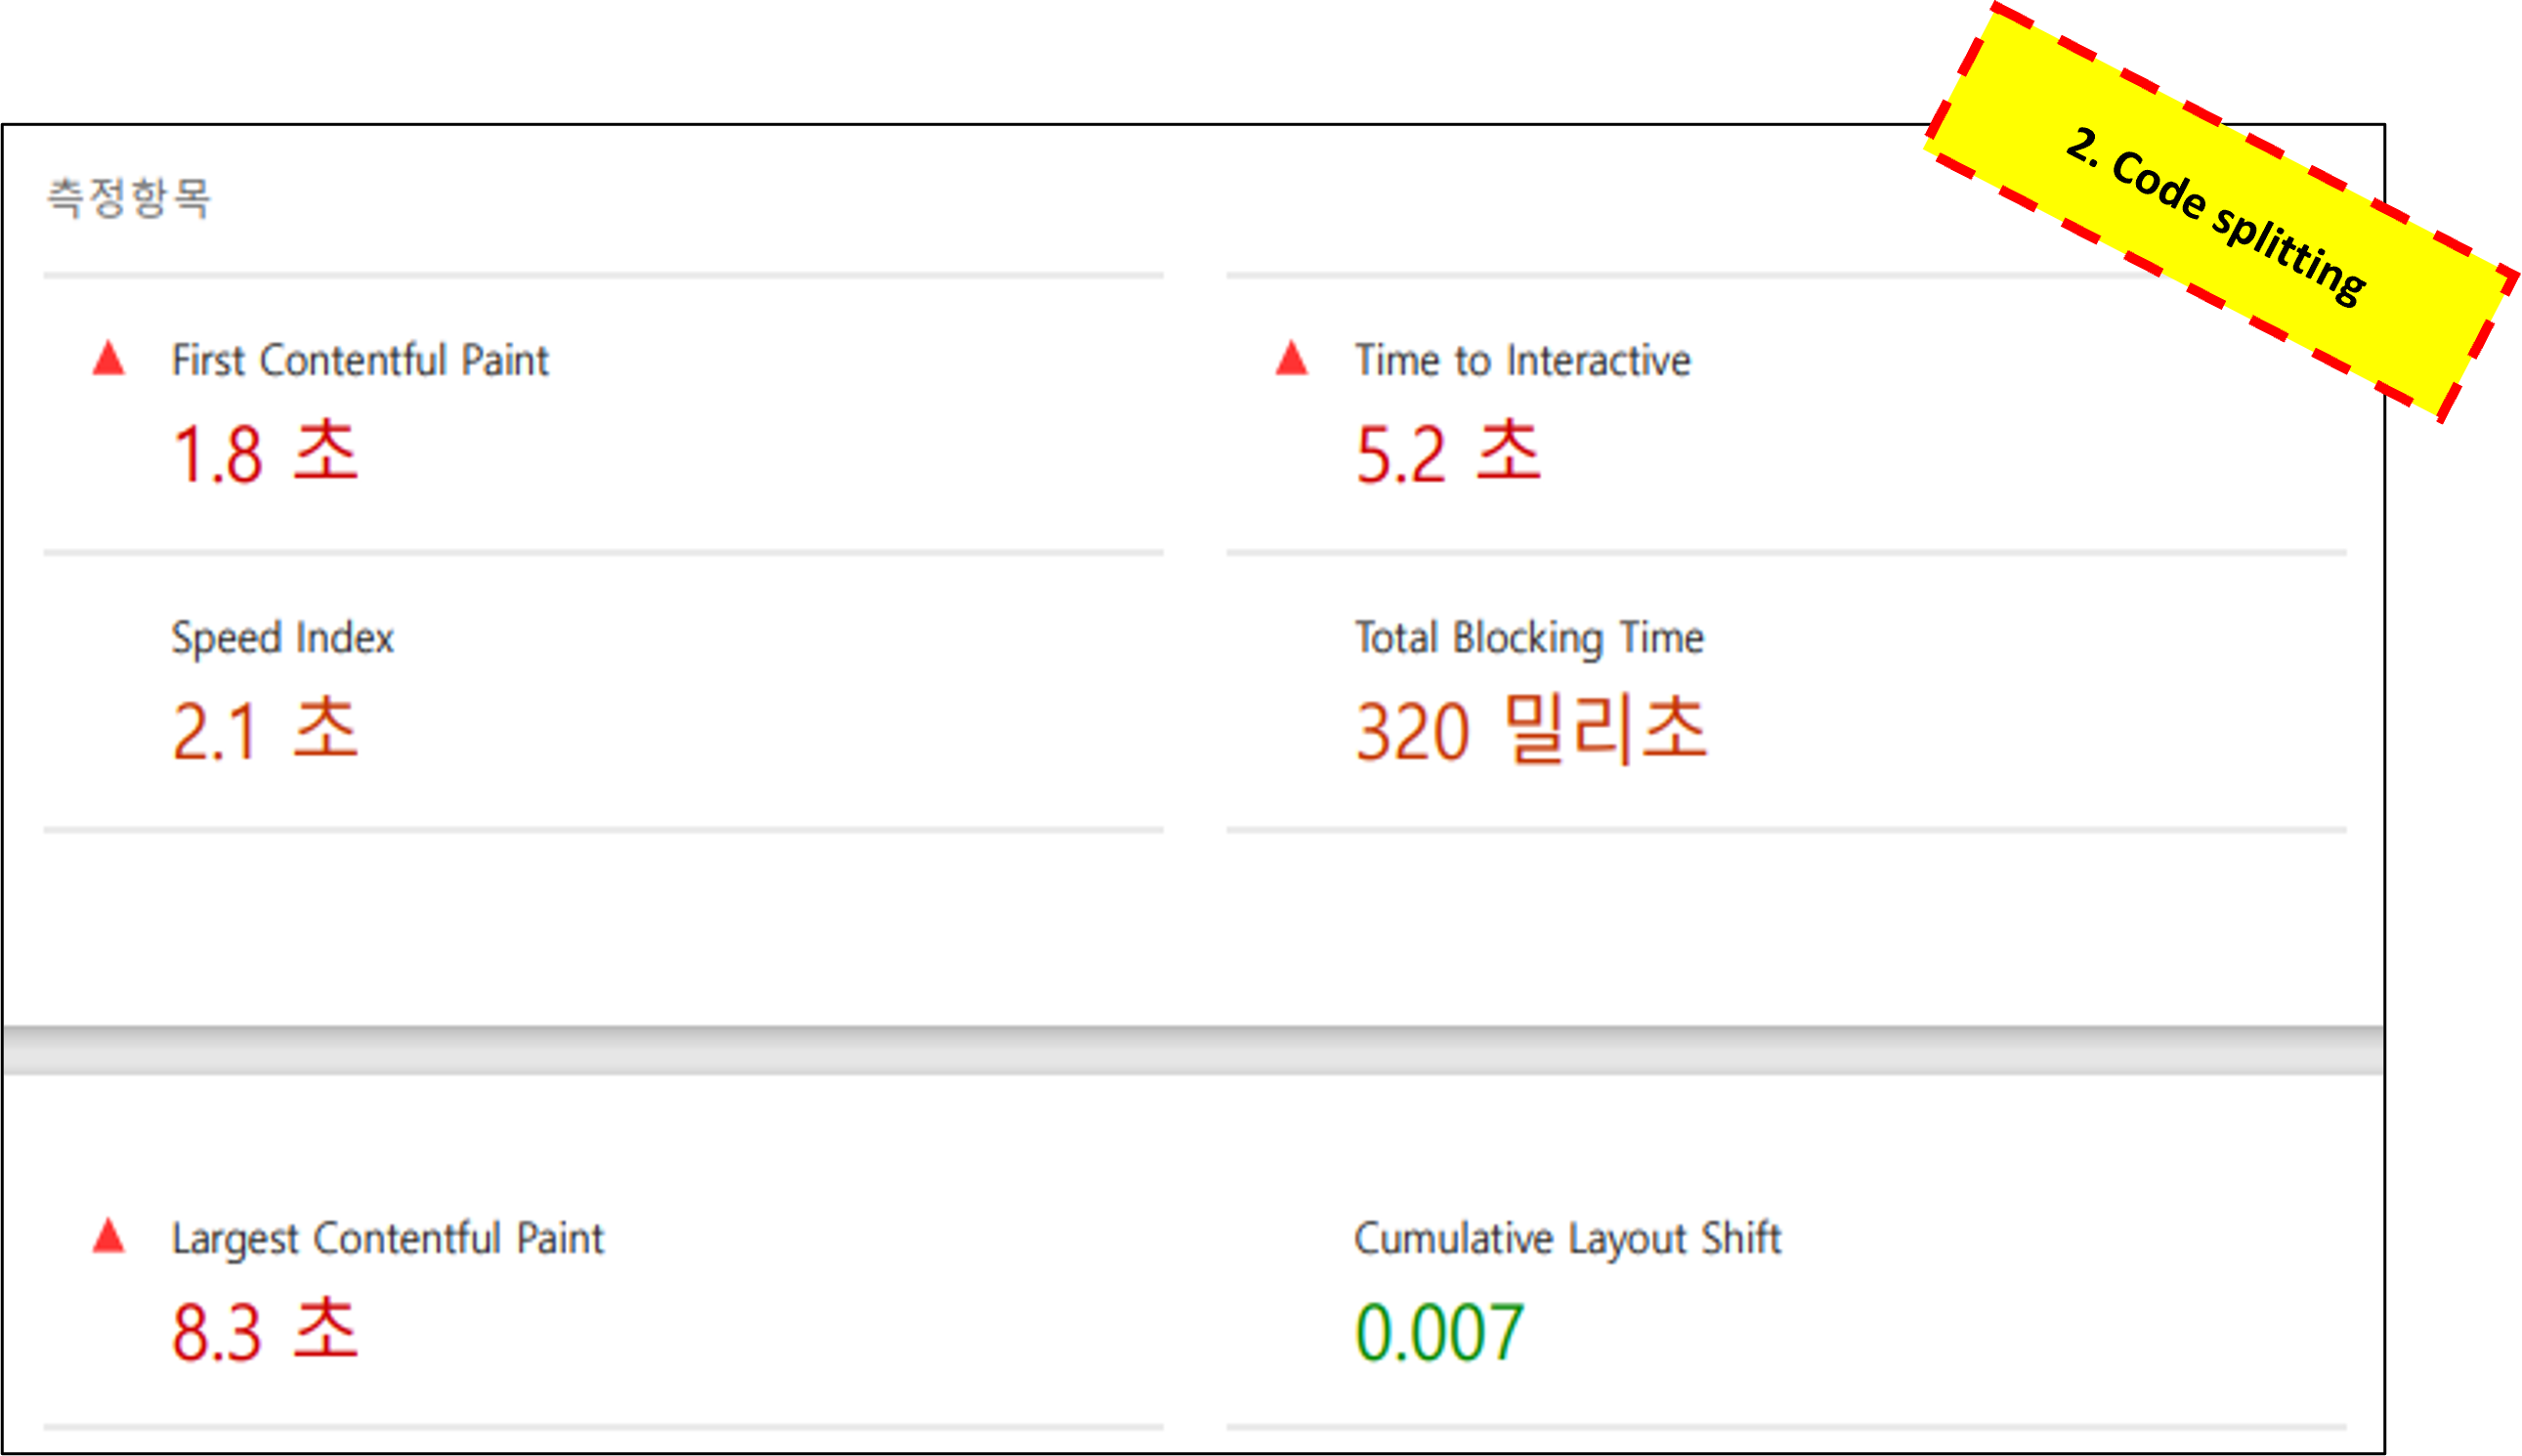 2. Code splitting
측정항목
First Contentful Paint
1.8 초
Time to Interactive
5.2 초
Speed Index
2.1 초
Total Blocking Time
320 밀리초
Largest Contentful Paint
8.3 초
Cumulative Layout Shift
0.007